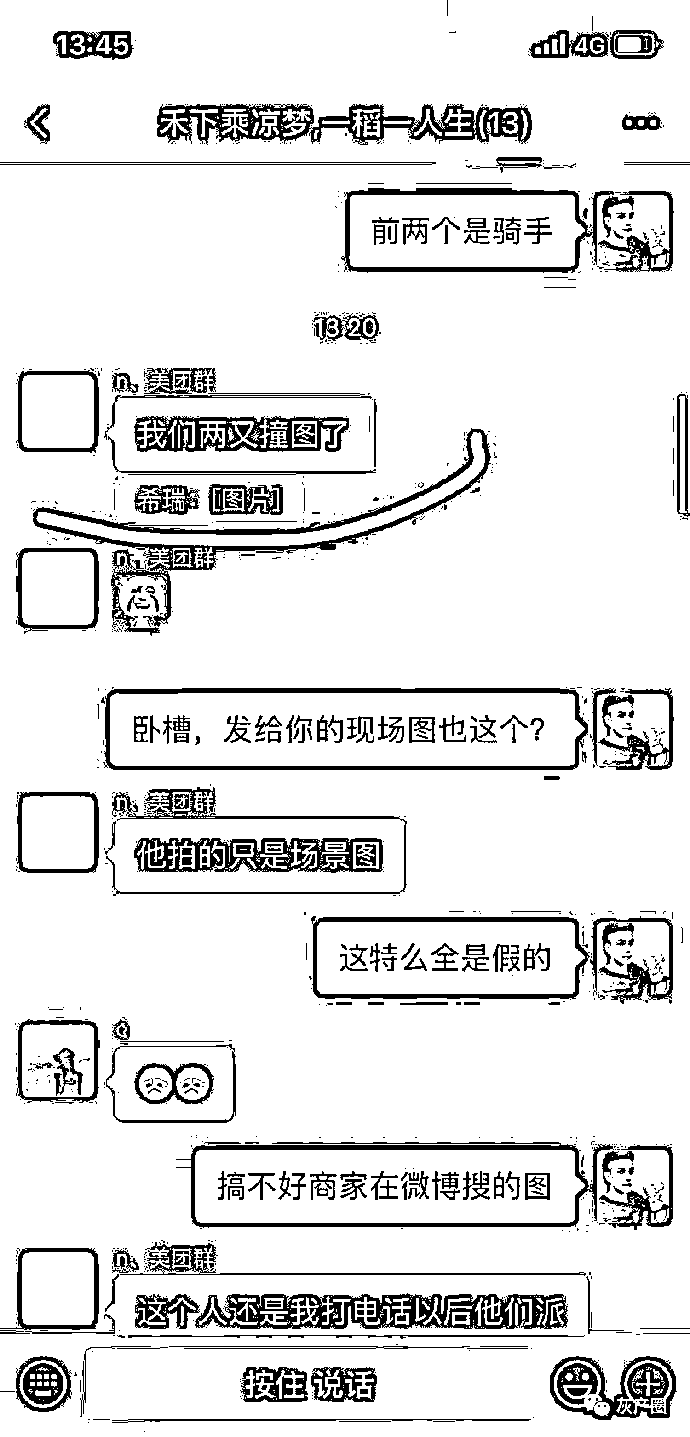 13:45
4G
禾下乘凉梦,一稻一人生(13)
前两个是骑手
13:20
n、美团群
我们两又撞图了
希瑞:[图片]
n、美团群
卧槽，发给你的现场图也这个?
n、美团群
他拍的只是场景图
这特么全是假的
G
搞不好商家在微博搜的图
n、美团群
这个人还是我打电话以后他们派
按住 说话
灰产圈